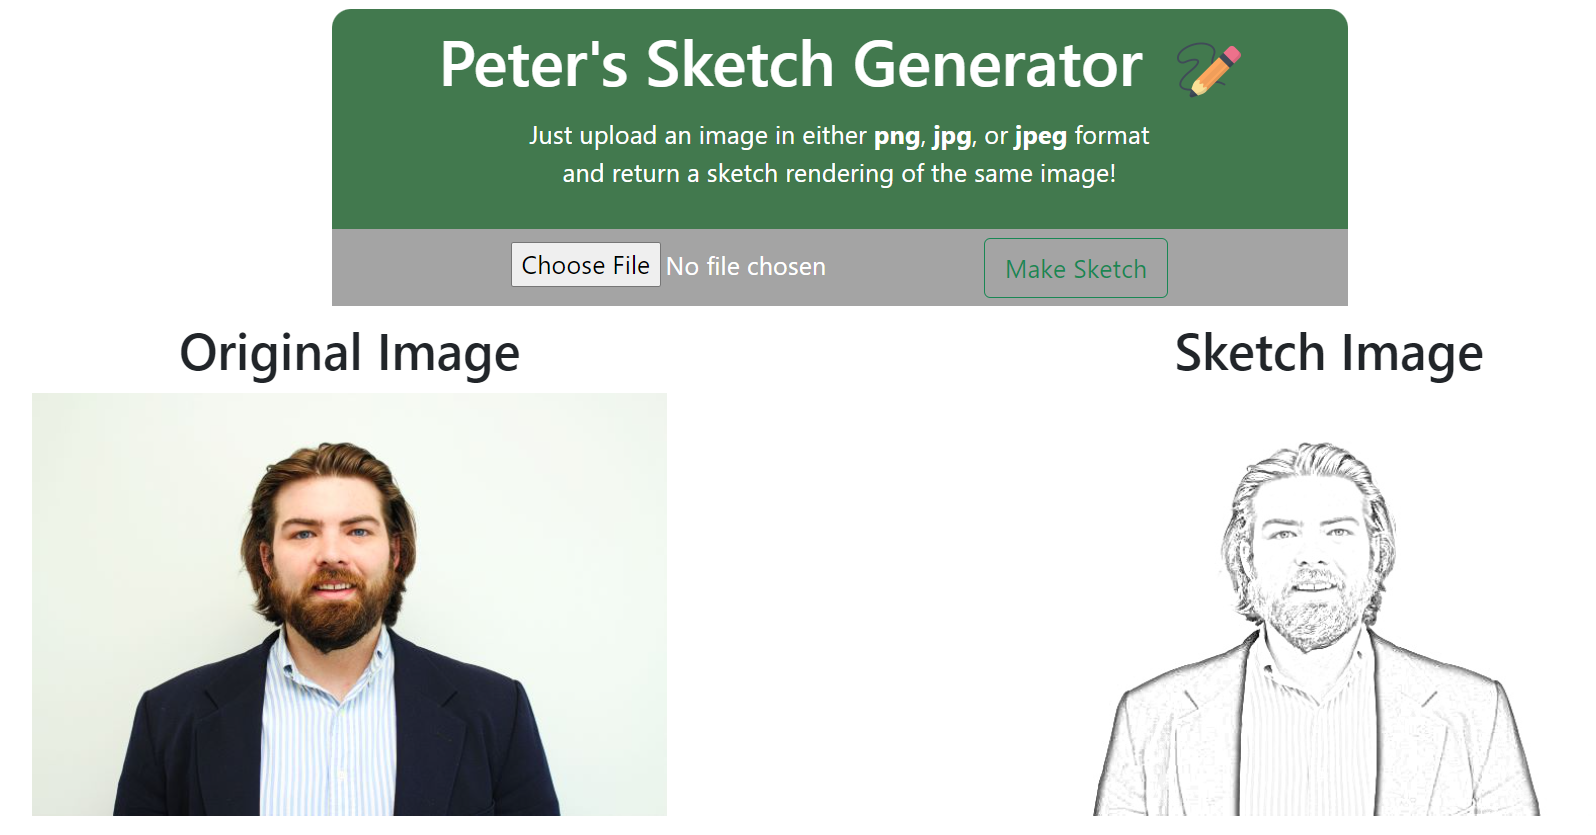 Peter's Sketch Generator
Just upload an image in either png, jpg, or jpeg format
and return a sketch rendering of the same image!
Choose File No file chosen Make Sketch
Original Image Sketch Image